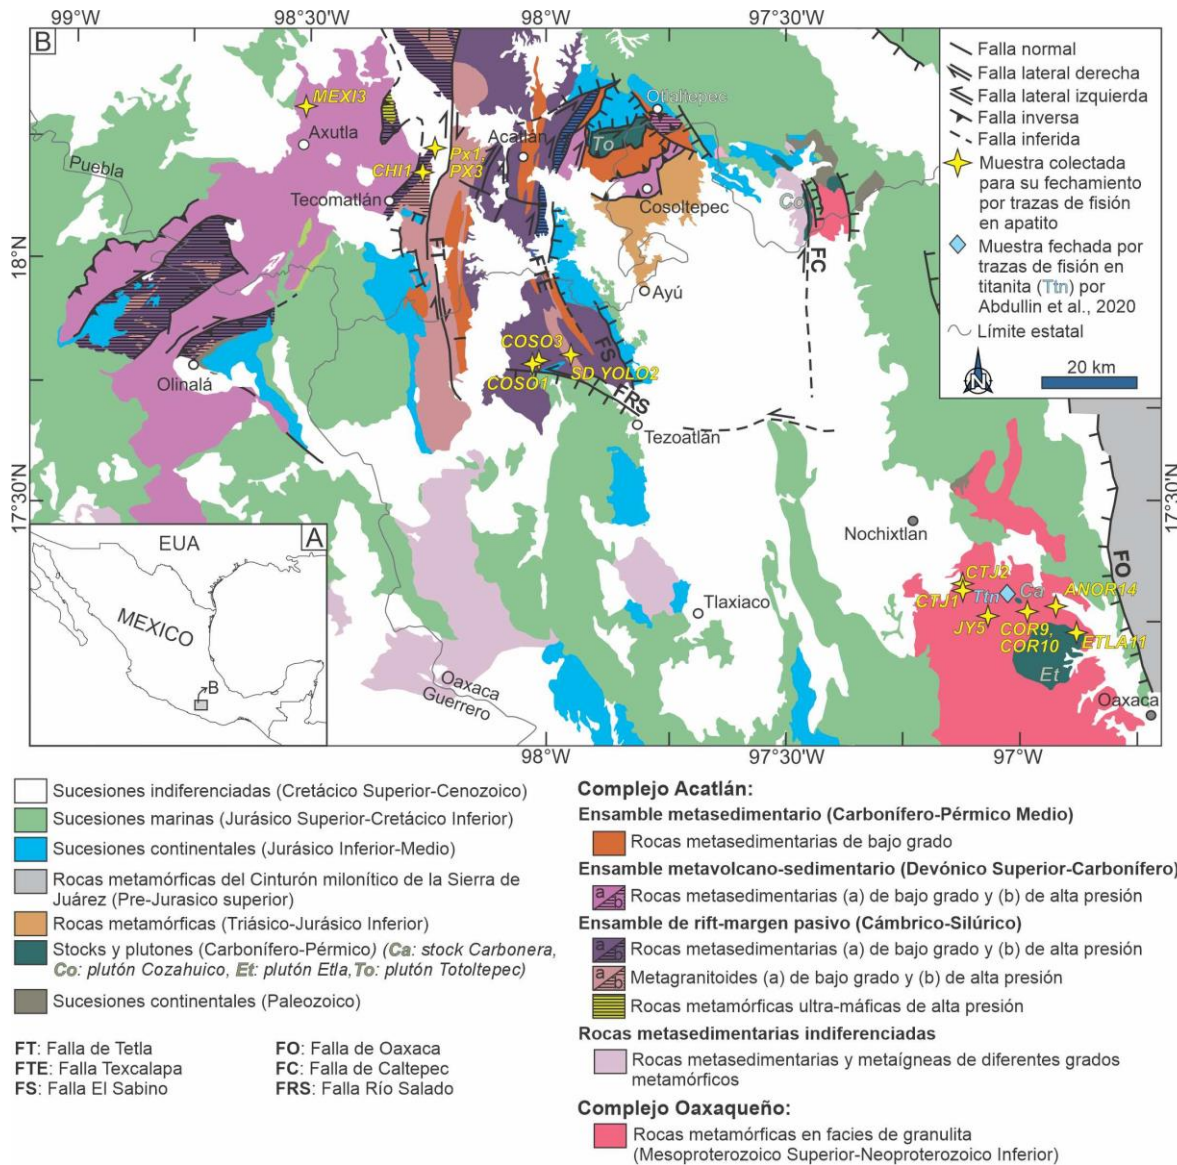 99°W
98°30'W
98°W
97°30'W
B
Falla normal
Falla lateral derecha
Falla lateral izquierda
Falla inversa
Falla inferida
Muestra colectada
para su fechamiento
por trazas de fisión
en apatito
Muestra fechada por
trazas de fisión en
titanita (Ttn) por
Abdullin et al., 2020
Límite estatal
N
20 km
MEXI3
Axutla
Puebla
CHI1
Px1,
PX3
Tecomatlán
Acatlán
Otlaltepec
To
Cosoltepec
Co
18°N
FT
FTE
FC
Ayú
COSO3
COSO1
SD YOLO2
FS
FRS
Olinalá
Tezoatlán
17°30'N
17°30'N
Nochixtlan
FO
CTJ2
CTJ1
Ttn
Ca
ANOR14
JY5
COR9,
COR10
ETLA11
Et
Tlaxiaco
Oaxaca
Guerrero
Oaxaca
A
EUA
MEXICO
B
98°W
97°30'W
97°W
Sucesiones indiferenciadas (Cretácico Superior-Cenozoico)
Sucesiones marinas (Jurásico Superior-Cretácico Inferior)
Sucesiones continentales (Jurásico Inferior-Medio)
Rocas metamórficas del Cinturón milonítico de la Sierra de
Juárez (Pre-Jurasico superior)
Rocas metamórficas (Triásico-Jurásico Inferior)
Stocks y plutones (Carbonífero-Pérmico) (Ca: stock Carbonera,
Co: plutón Cozahuico, Et: plutón Etla,To: plutón Totoltepec)
Sucesiones continentales (Paleozoico)
FT: Falla de Tetla
FTE: Falla Texcalapa
FS: Falla El Sabino
FO: Falla de Oaxaca
FC: Falla de Caltepec
FRS: Falla Río Salado
Complejo Acatlán:
Ensamble metasedimentario (Carbonífero-Pérmico Medio)
Rocas metasedimentarias de bajo grado
Ensamble metavolcano-sedimentario (Devónico Superior-Carbonífero)
a b Rocas metasedimentarias (a) de bajo grado y (b) de alta presión
Ensamble de rift-margen pasivo (Cámbrico-Silúrico)
a b Rocas metasedimentarias (a) de bajo grado y (b) de alta presión
a b Metagranitoides (a) de bajo grado y (b) de alta presión
Rocas metamórficas ultra-máficas de alta presión
Rocas metasedimentarias indiferenciadas
Rocas metasedimentarias y metaígneas de diferentes grados
metamórficos
Complejo Oaxaqueño:
Rocas metamórficas en facies de granulita
(Mesoproterozoico Superior-Neoproterozoico Inferior)